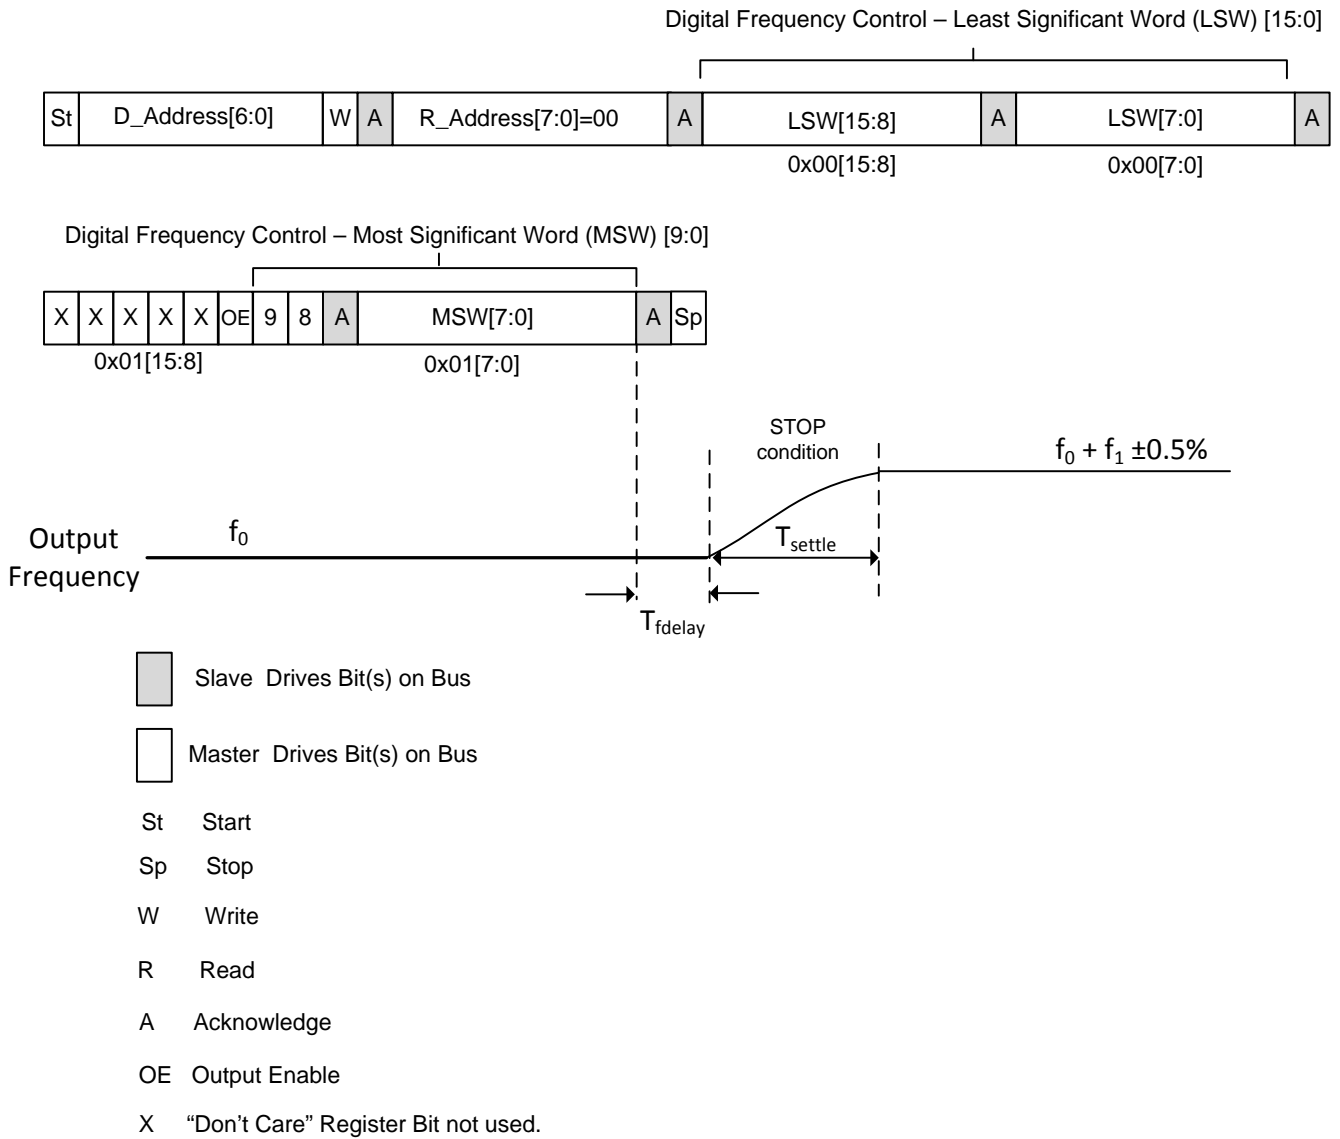 Digital Frequency Control – Least Significant Word (LSW) [15:0]
St D_Address[6:0] W A R_Address[7:0]=00 A LSW[15:8] A LSW[7:0] A
0x00[15:8] 0x00[7:0]
Digital Frequency Control – Most Significant Word (MSW) [9:0]
X X X X X OE 9 8 A MSW[7:0] A Sp
0x01[15:8] 0x01[7:0]
STOP
condition
f0 + f1 ±0.5%
f0
Output
Frequency
Tsettle
Tfdelay
Slave Drives Bit(s) on Bus
Master Drives Bit(s) on Bus
St Start
Sp Stop
W Write
R Read
A Acknowledge
OE Output Enable
X “Don’t Care” Register Bit not used.